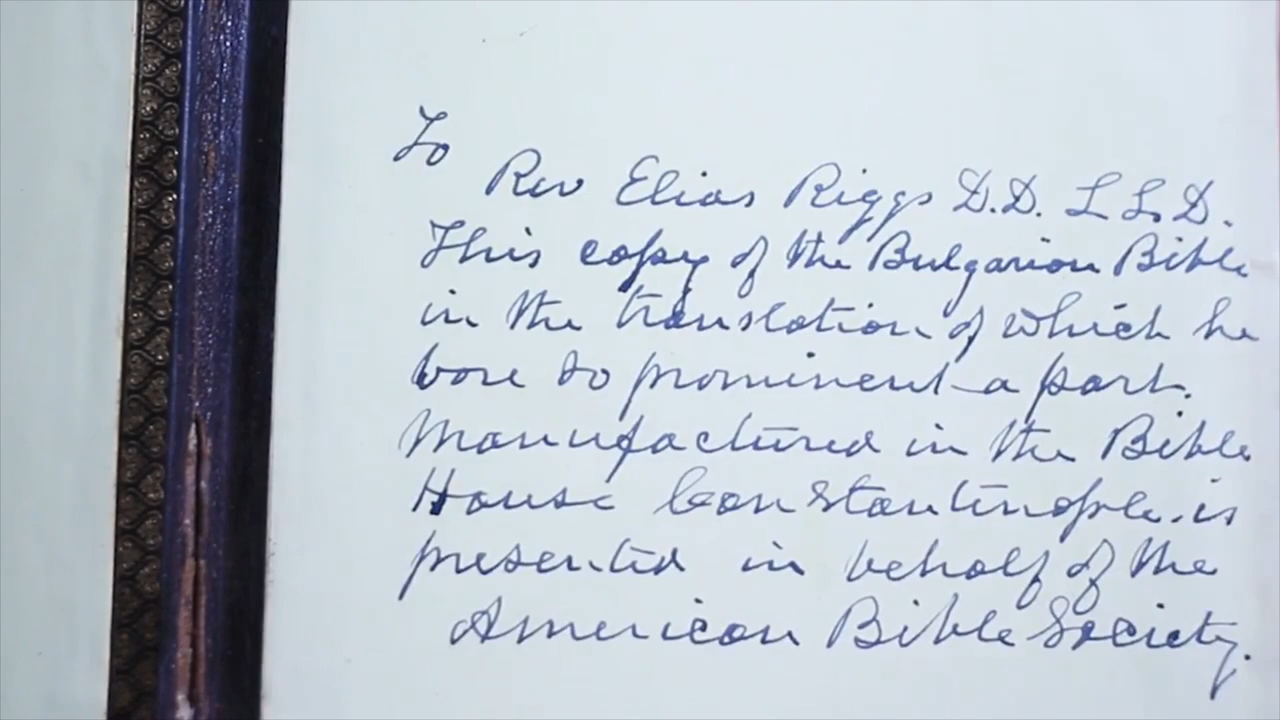 To
Rev Elias Riggs D.D. L L. D.
This copy of the Bulgarian Bible
in the translation of which he
bore so prominent a part.
Manufactured in the Bible
House Constantinople. is
presented in behalf of the
American Bible Society.